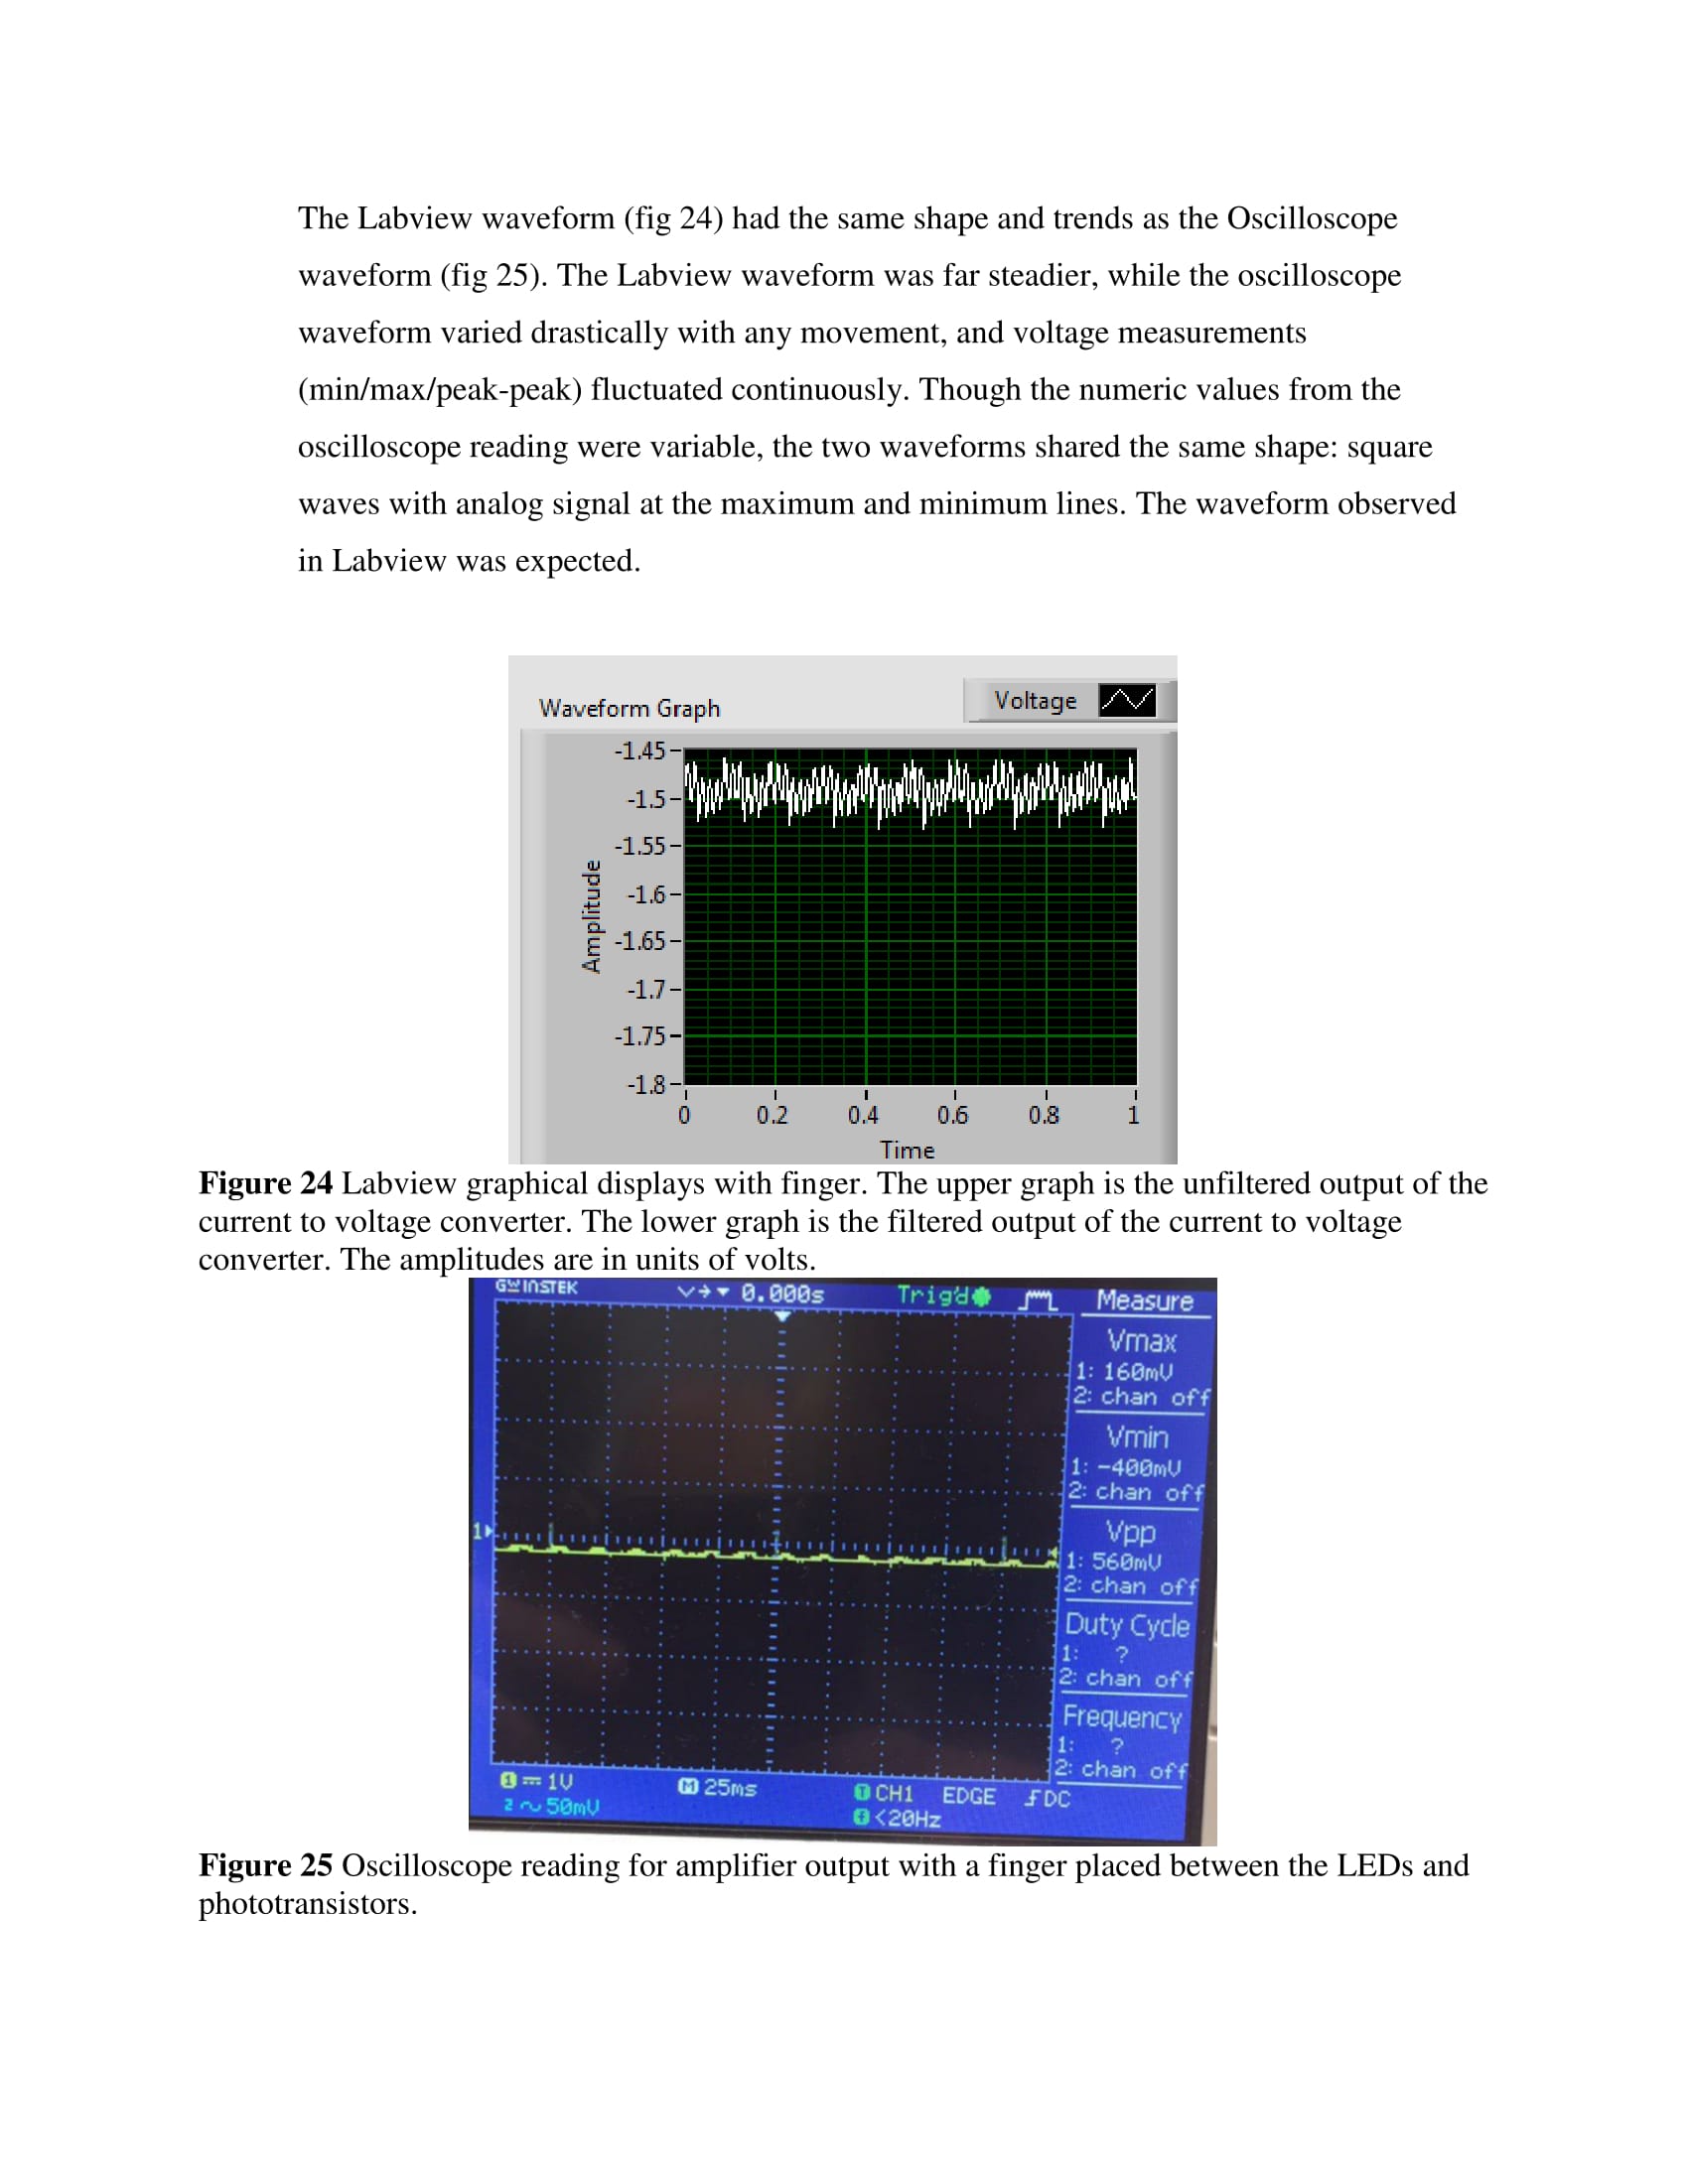 The Labview waveform (fig 24) had the same shape and trends as the Oscilloscope
waveform (fig 25). The Labview waveform was far steadier, while the oscilloscope
waveform varied drastically with any movement, and voltage measurements
(min/max/peak-peak) fluctuated continuously. Though the numeric values from the
oscilloscope reading were variable, the two waveforms shared the same shape: square
waves with analog signal at the maximum and minimum lines. The waveform observed
in Labview was expected.
Waveform Graph
Voltage
-1.45
-1.5
-1.55
-1.6
-1.65
-1.7
-1.75
-1.8
Amplitude
0 0.2 0.4 0.6 0.8 1
Time
Figure 24 Labview graphical displays with finger. The upper graph is the unfiltered output of the
current to voltage converter. The lower graph is the filtered output of the current to voltage
converter. The amplitudes are in units of volts.
GW INSTEK 0.000s Trig'd Measure
Vmax
1: 160mV
2: chan off
Vmin
1: -400mV
2: chan off
1
Vpp
1: 560mV
2: chan off
Duty Cycle
1: ?
2: chan off
Frequency
1: ?
2: chan off
1 1V M 25ms T CH1 EDGE DC
2 ~ 50mV f <20Hz
Figure 25 Oscilloscope reading for amplifier output with a finger placed between the LEDs and
phototransistors.